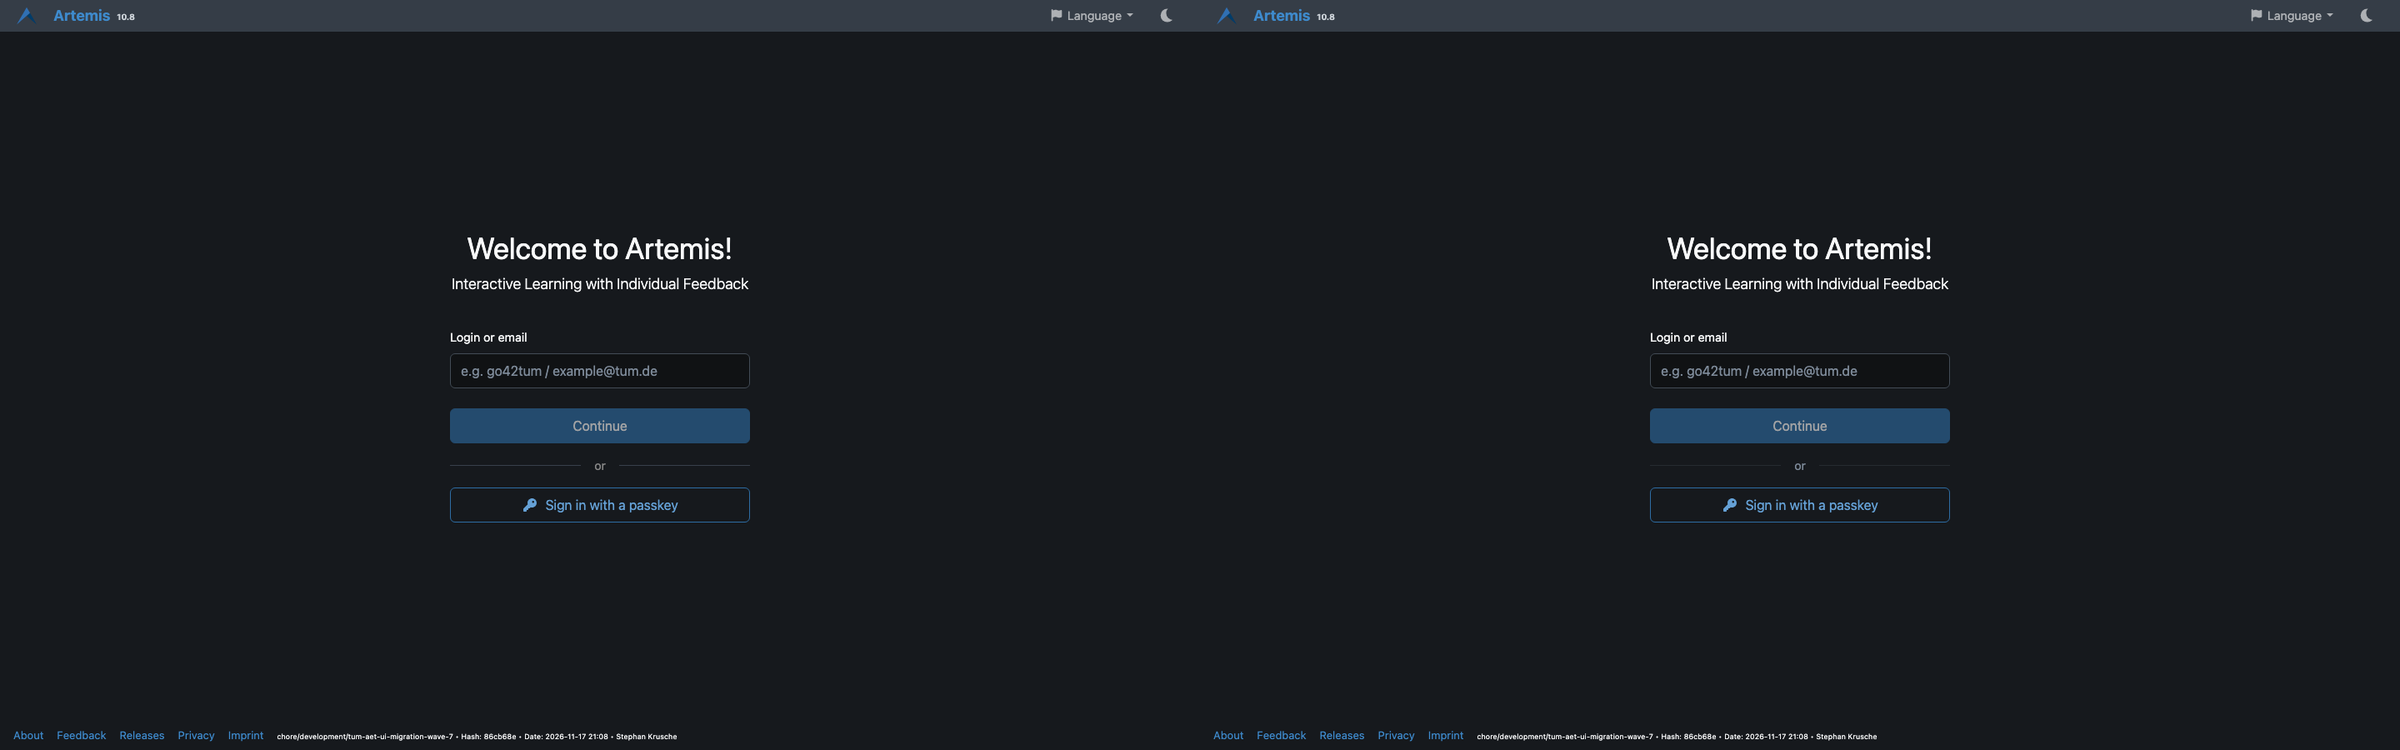 Artemis 10.8 Language
Welcome to Artemis!
Interactive Learning with Individual Feedback
Login or email
e.g. go42tum / example@tum.de
Continue
or
Sign in with a passkey
About Feedback Releases Privacy Imprint chore/development/tum-aet-ui-migration-wave-7 • Hash: 86cb68e • Date: 2026-11-17 21:08 • Stephan Krusche
Artemis 10.8 Language
Welcome to Artemis!
Interactive Learning with Individual Feedback
Login or email
e.g. go42tum / example@tum.de
Continue
or
Sign in with a passkey
About Feedback Releases Privacy Imprint chore/development/tum-aet-ui-migration-wave-7 • Hash: 86cb68e • Date: 2026-11-17 21:08 • Stephan Krusche